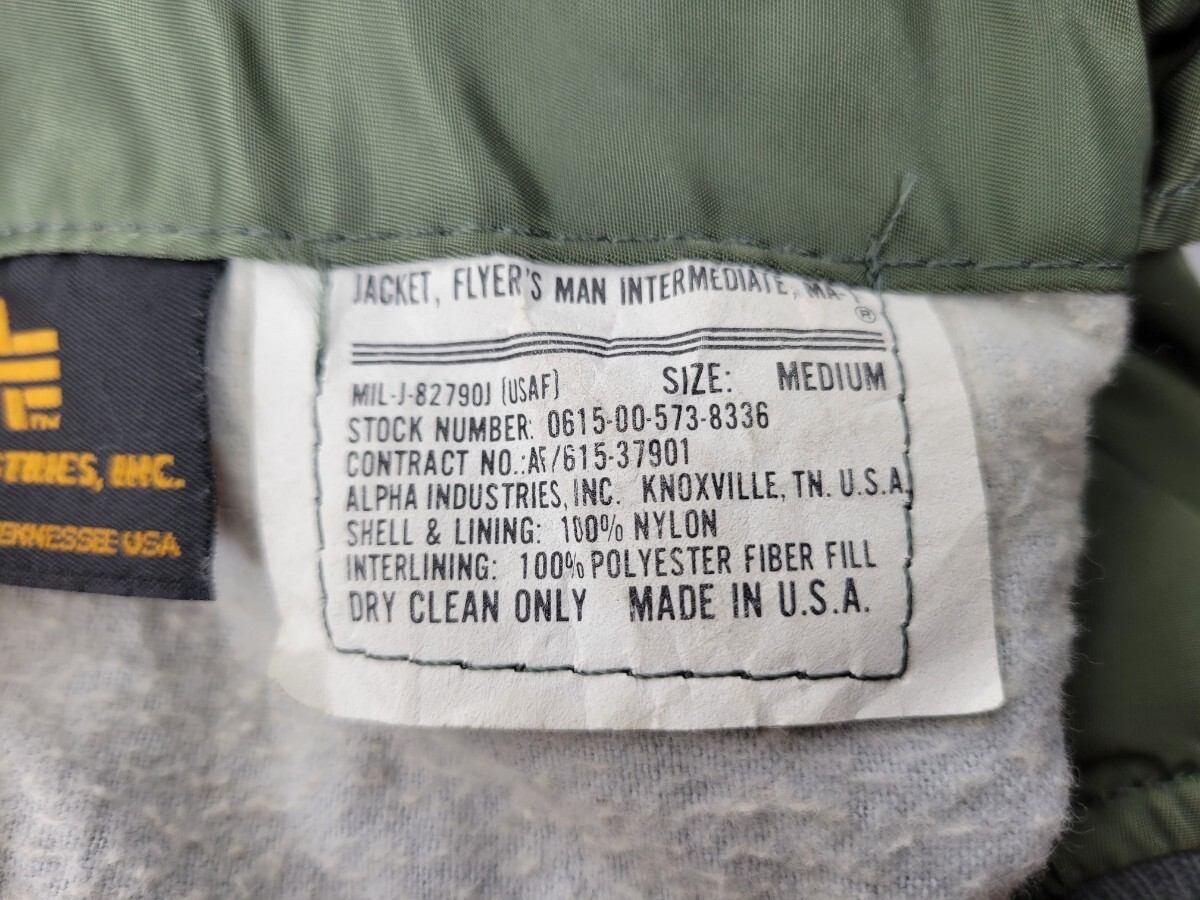 JACKET, FLYER'S MAN INTERMEDIATE, MA-1
®
MIL-J-82790J (USAF) SIZE: MEDIUM
STOCK NUMBER: 0615-00-573-8336
CONTRACT NO.:AF/615-37901
ALPHA INDUSTRIES, INC. KNOXVILLE, TN. U.S.A.
SHELL & LINING: 100% NYLON
INTERLINING: 100% POLYESTER FIBER FILL
DRY CLEAN ONLY MADE IN U.S.A.
TM
STRIES, INC.
USA